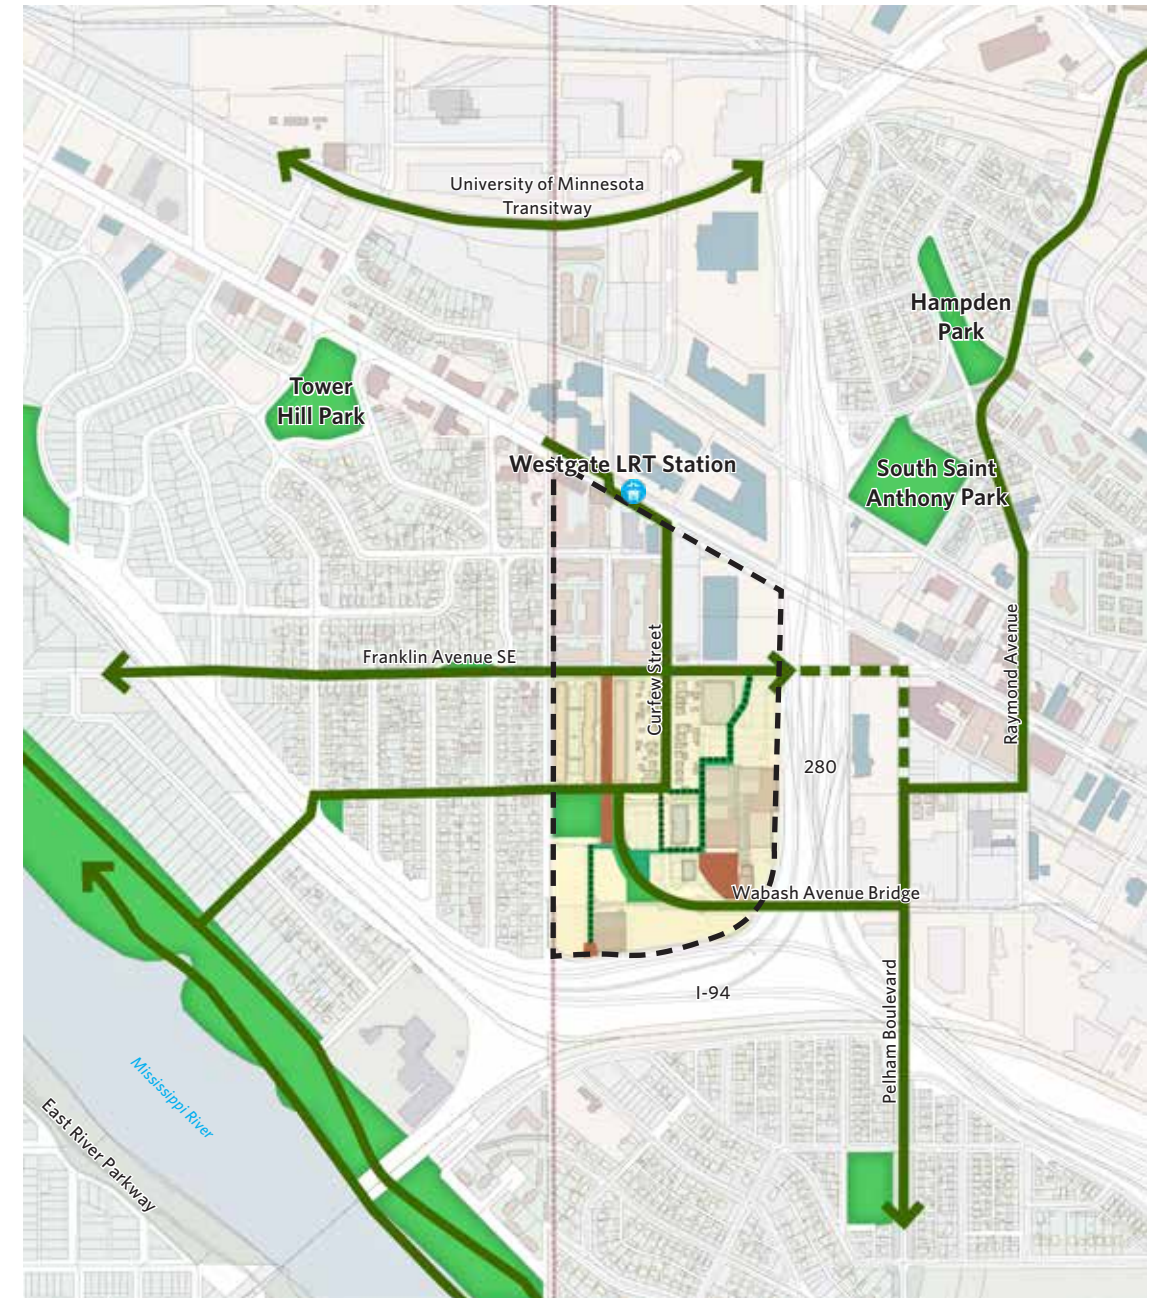 University of Minnesota
Transitway
Hampden
Park
Tower
Hill Park
Westgate LRT Station
South Saint
Anthony Park
Franklin Avenue SE
Curfew Street
Raymond Avenue
280
Wabash Avenue Bridge
I-94
Pelham Boulevard
Mississippi River
East River Parkway